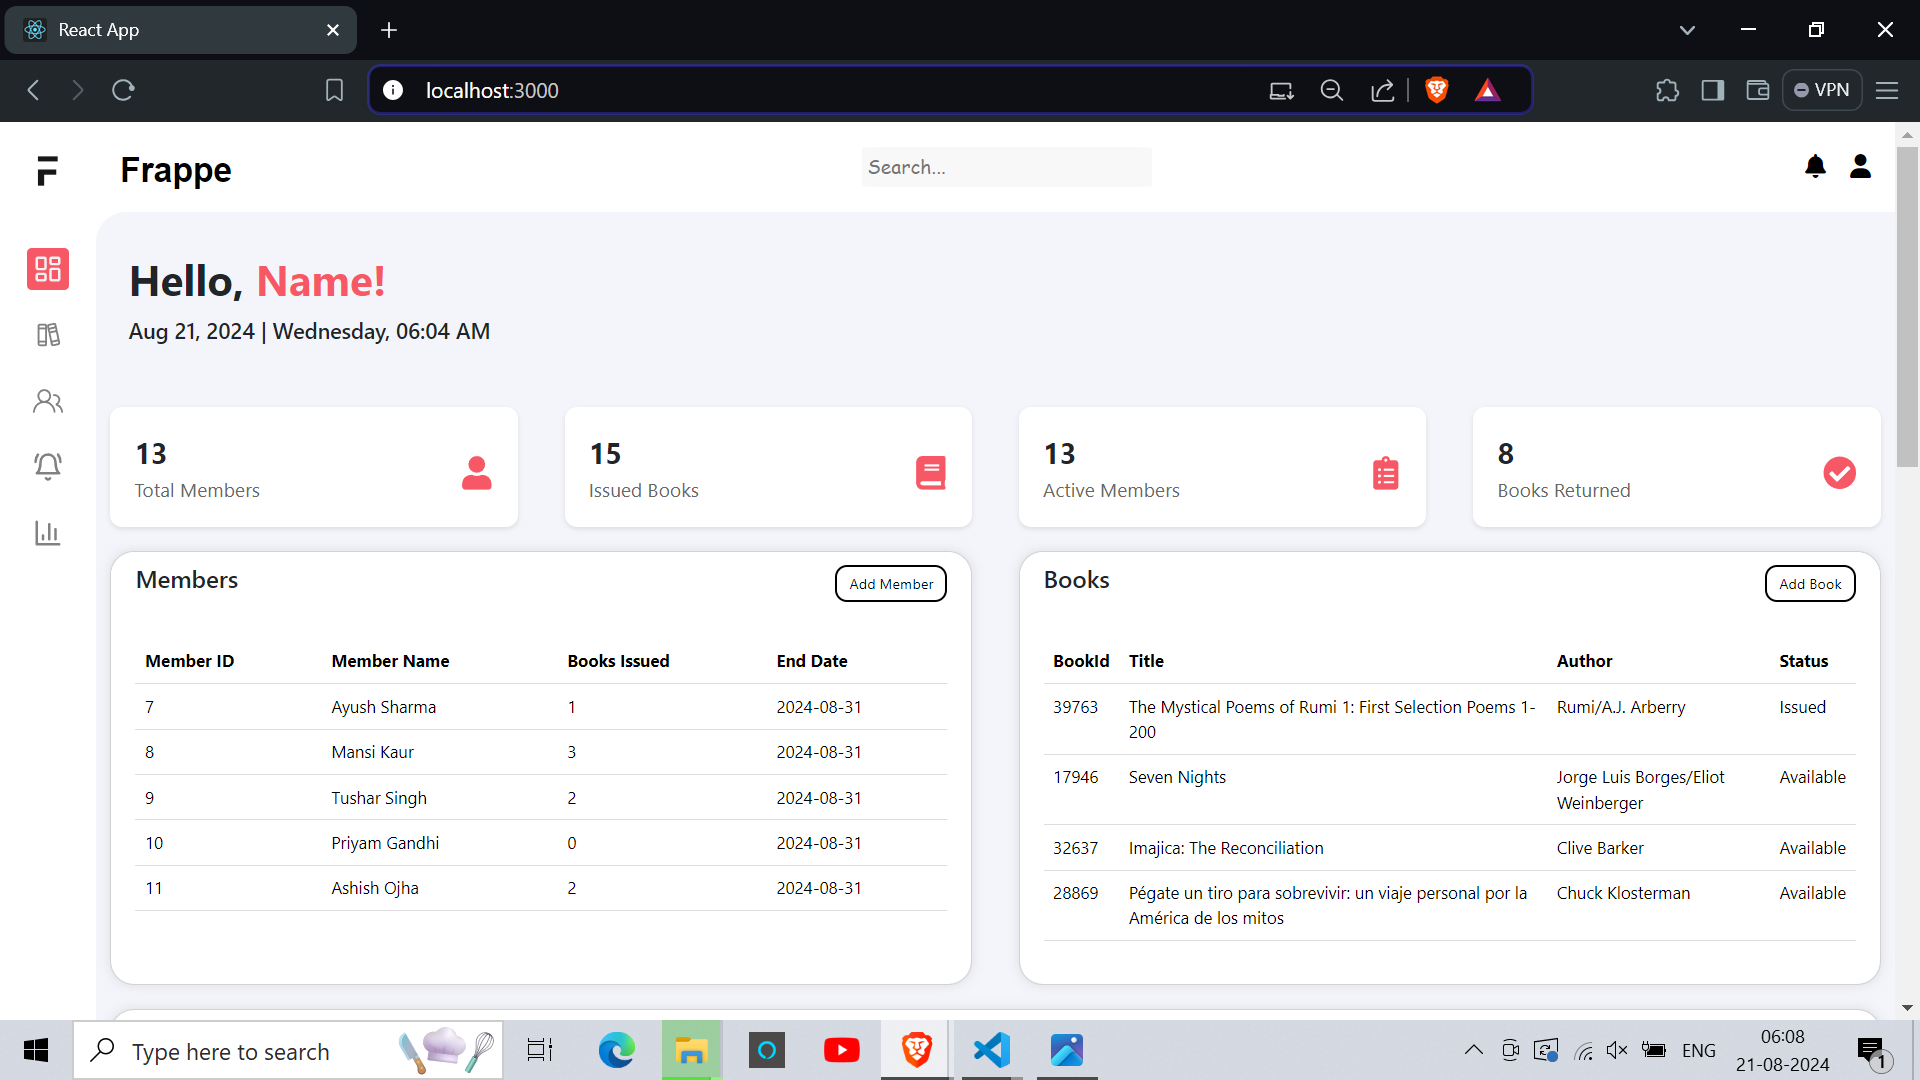 React App
localhost:3000
VPN
F
Frappe
Search...
Hello, Name!
Aug 21, 2024 | Wednesday, 06:04 AM
13
Total Members
15
Issued Books
13
Active Members
8
Books Returned
Members
Add Member
Member ID Member Name Books Issued End Date
7 Ayush Sharma 1 2024-08-31
8 Mansi Kaur 3 2024-08-31
9 Tushar Singh 2 2024-08-31
10 Priyam Gandhi 0 2024-08-31
11 Ashish Ojha 2 2024-08-31
Books
Add Book
BookId Title Author Status
39763 The Mystical Poems of Rumi 1: First Selection Poems 1- Rumi/A.J. Arberry Issued
200
17946 Seven Nights Jorge Luis Borges/Eliot Available
Weinberger
32637 Imajica: The Reconciliation Clive Barker Available
28869 Pégate un tiro para sobrevivir: un viaje personal por la Chuck Klosterman Available
América de los mitos
Type here to search
ENG
06:08
21-08-2024
1